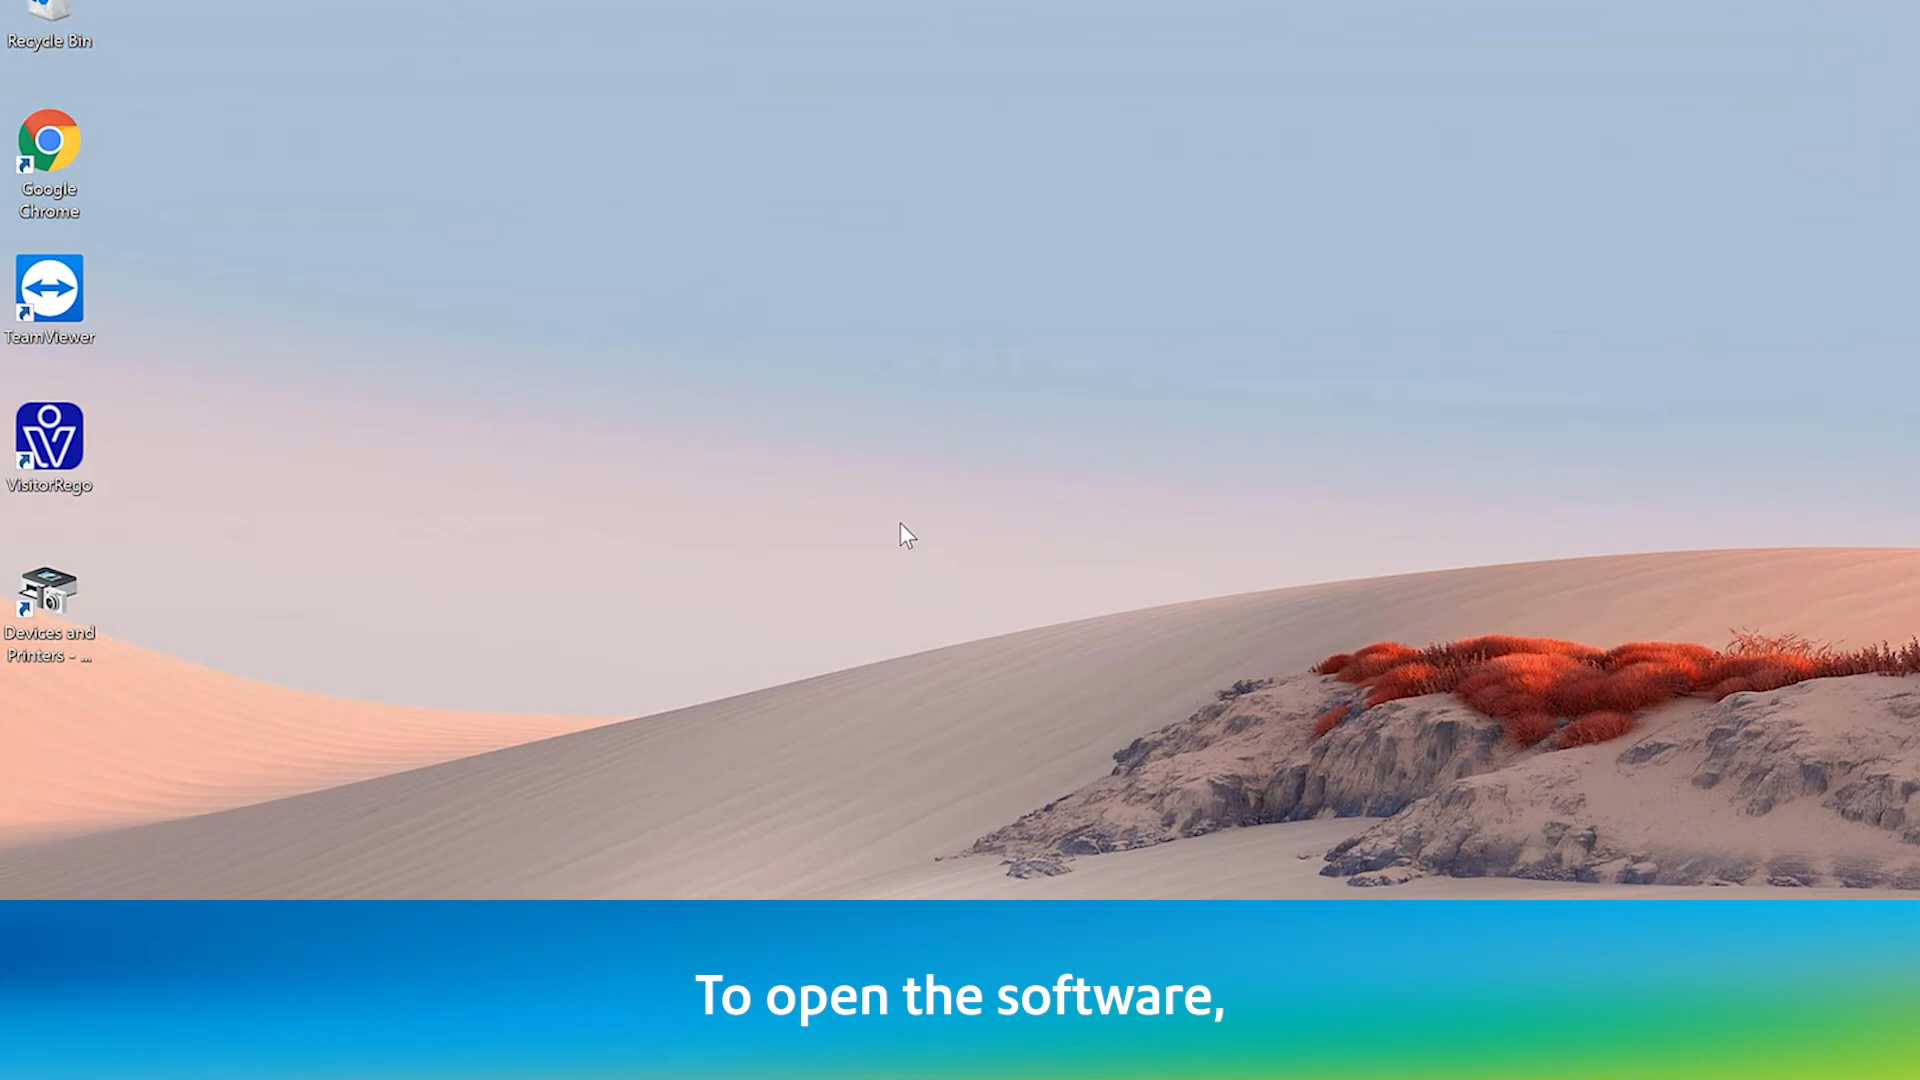 Recycle Bin
Google
Chrome
TeamViewer
VisitorRego
Devices and
Printers - ...
To open the software,